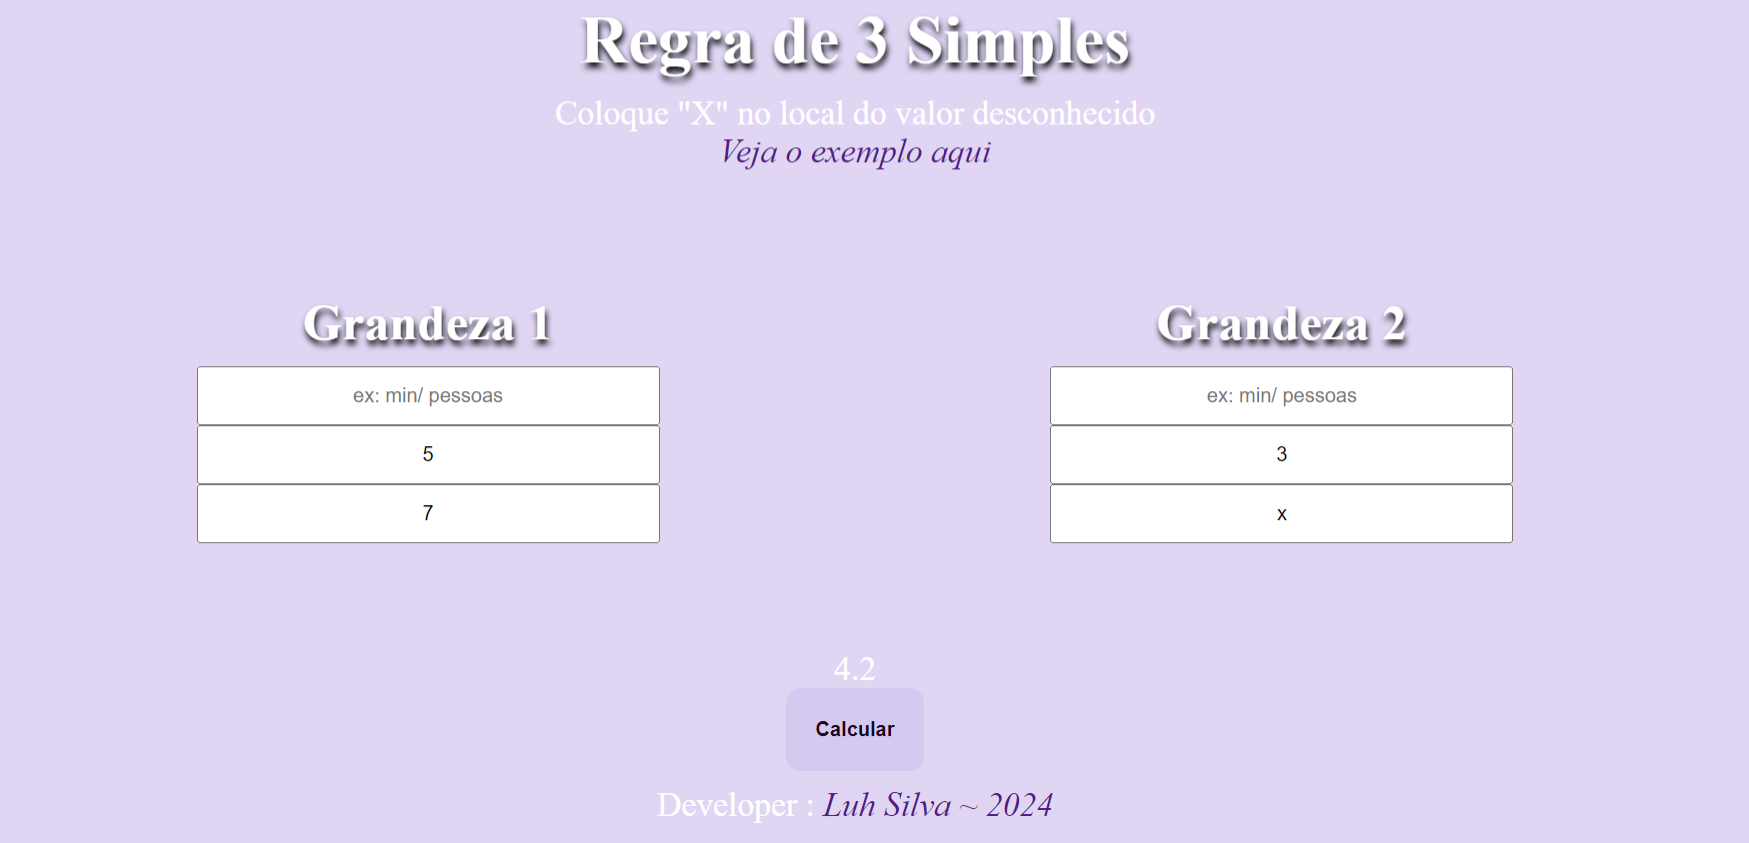 Regra de 3 Simples
Coloque "X" no local do valor desconhecido
Veja o exemplo aqui
Grandeza 1
ex: min/ pessoas
5
7
Grandeza 2
ex: min/ pessoas
3
x
4.2
Calcular
Developer : Luh Silva ~ 2024